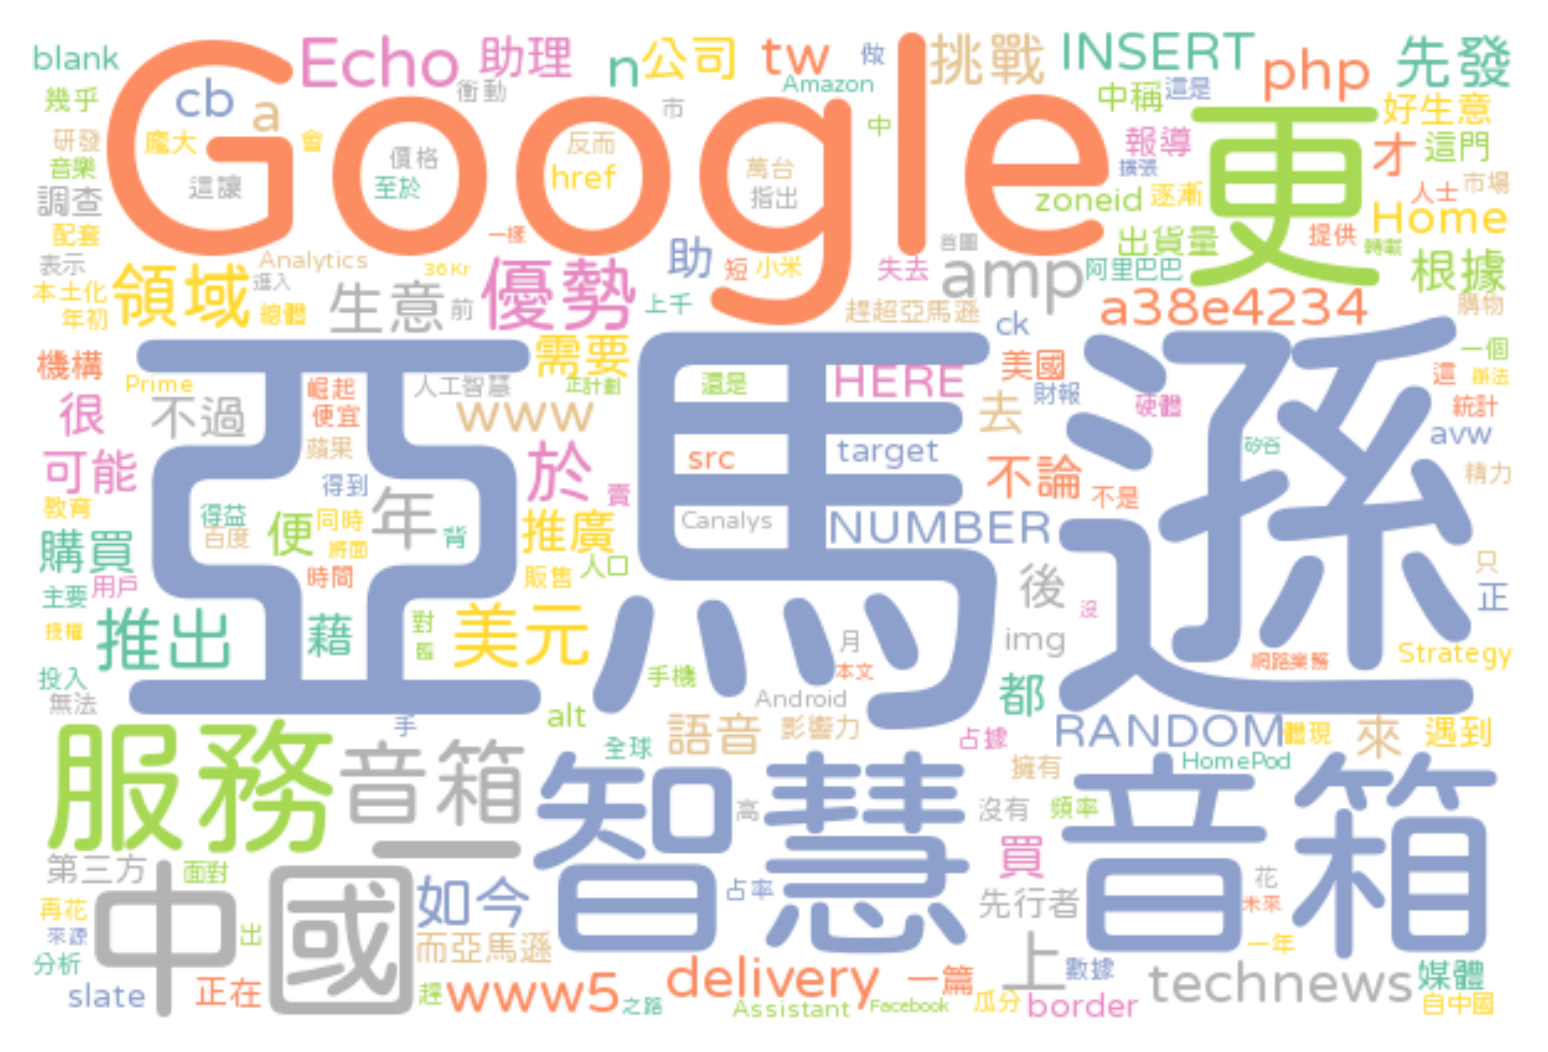 blank
Echo
助理
n
公司
tw
做
挑戰
INSERT
php
先發
幾乎
cb
a
衝動
Google
市
Amazon
中
中稱
這是
更
好生意
研發
龐大
會
價格
反而
萬台
報導
擴張
才
這門
音樂
這讓
至於
href
指出
zoneid
逐漸
人士
市場
調查
配套
一樣
首圖
出貨量
提供
轉載
Home
表示
Analytics
36Kr
助
短
小米
失去
amp
阿里巴巴
根據
本土化
年初
領域
進入
總體
生意
前
優勢
上千
趕超亞馬遜
a38e4234
購物
ck
機構
亞馬遜
需要
美國
一個
Prime
崛起
便宜
人工智慧
正計劃
還是
HERE
財報
這
辦法
很
不過
蘋果
www
去
硬體
統計
avw
可能
得到
於
src
target
不論
不是
矽谷
精力
教育
得益
百度
便
同時
將面
年
背
賣
推廣
Canalys
NUMBER
購買
主要
用戶
時間
販售
人口
後
沒
只
正
授權
推出
藉
對
美元
月
本文
img
網路業務
Strategy
投入
無法
手機
Android
都
手
alt
全球
語音
影響力
占據
RANDOM
體現
來
遇到
服務
音箱
智慧
音箱
擁有
HomePod
高
沒有
頻率
第三方
面對
一
買
再花
來源
中國
如今
占率
先行者
花
未來
出
而亞馬遜
上
一年
分析
slate
正在
趕
www5
之路
delivery
一篇
瓜分
數據
technews
媒體
Assistant
Facebook
border
自中國